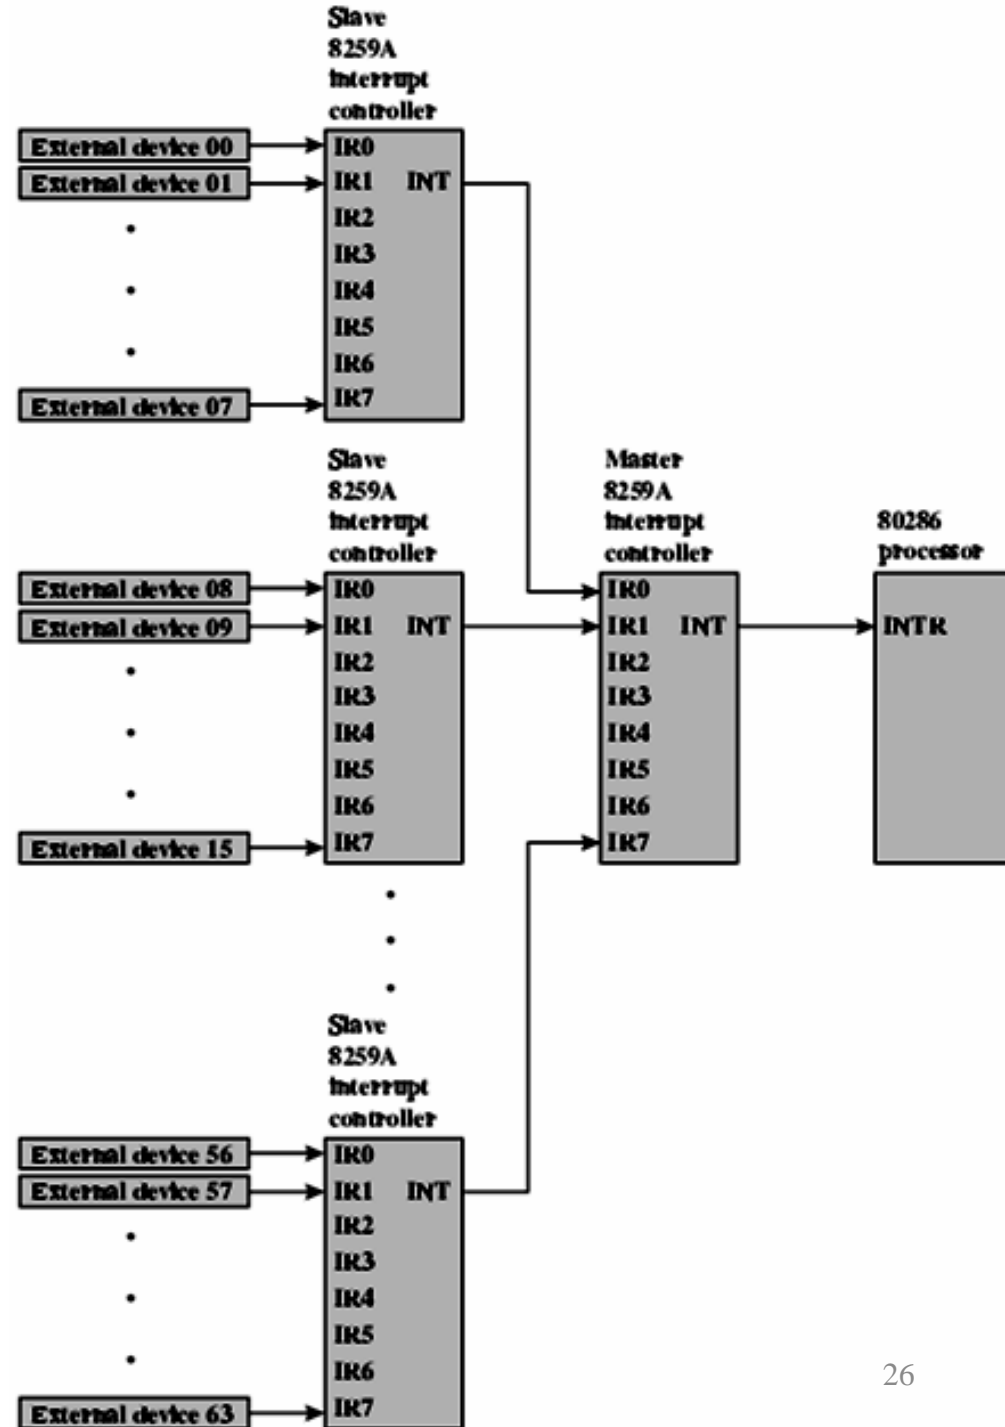 Slave
8259A
interrupt
controller
External device 00
External device 01
External device 07
IR0
IR1 INT
IR2
IR3
IR4
IR5
IR6
IR7
Slave
8259A
interrupt
controller
External device 08
External device 09
External device 15
IR0
IR1 INT
IR2
IR3
IR4
IR5
IR6
IR7
Master
8259A
interrupt
controller
IR0
IR1 INT
IR2
IR3
IR4
IR5
IR6
IR7
80286
processor
INTR
Slave
8259A
interrupt
controller
External device 56
External device 57
External device 63
IR0
IR1 INT
IR2
IR3
IR4
IR5
IR6
IR7
26